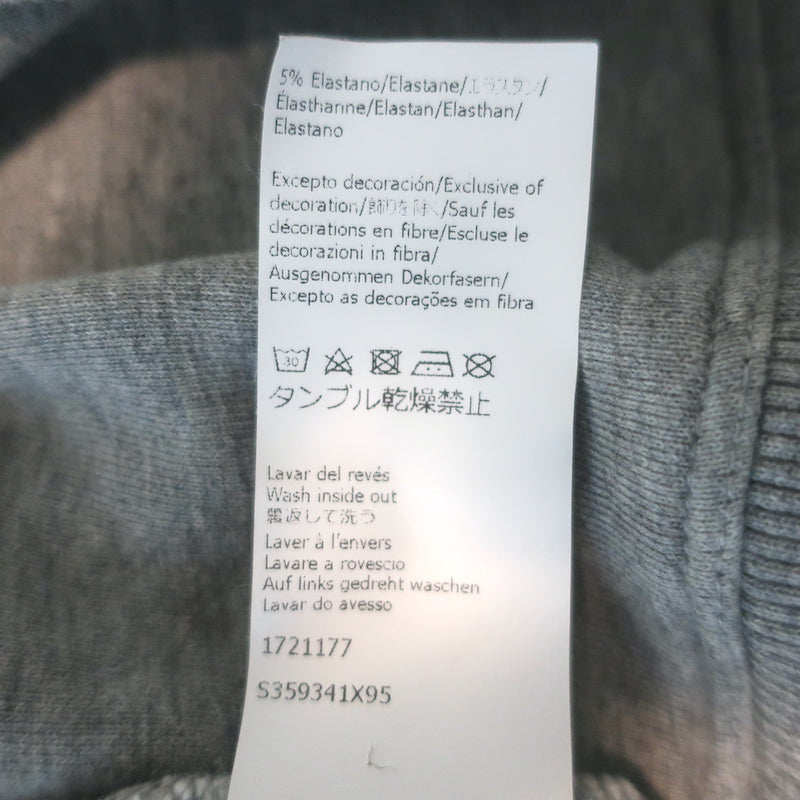 5% Elastano/Elastane/エラスタン/
Élasthanne/Elastan/Elasthan/
Elastano
Excepto decoración/Exclusive of
decoration/飾りを除く/Sauf les
décorations en fibre/Escluse le
decorazioni in fibra/
Ausgenommen Dekorfasern/
Excepto as decorações em fibra
30
タンブル乾燥禁止
Lavar del revés
Wash inside out
裏返して洗う
Laver à l'envers
Lavare a rovescio
Auf links gedreht waschen
Lavar do avesso
1721177
S359341X95